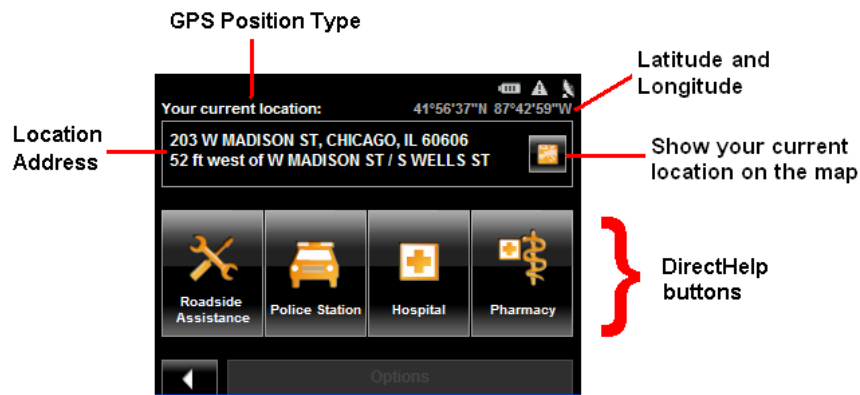 GPS Position Type
Latitude and
Longitude
Your current location:
41°56'37"N 87°42'59"W
Location
Address
203 W MADISON ST, CHICAGO, IL 60606
52 ft west of W MADISON ST / S WELLS ST
Show your current
location on the map
Roadside
Assistance
Police Station
Hospital
Pharmacy
DirectHelp
buttons
Options